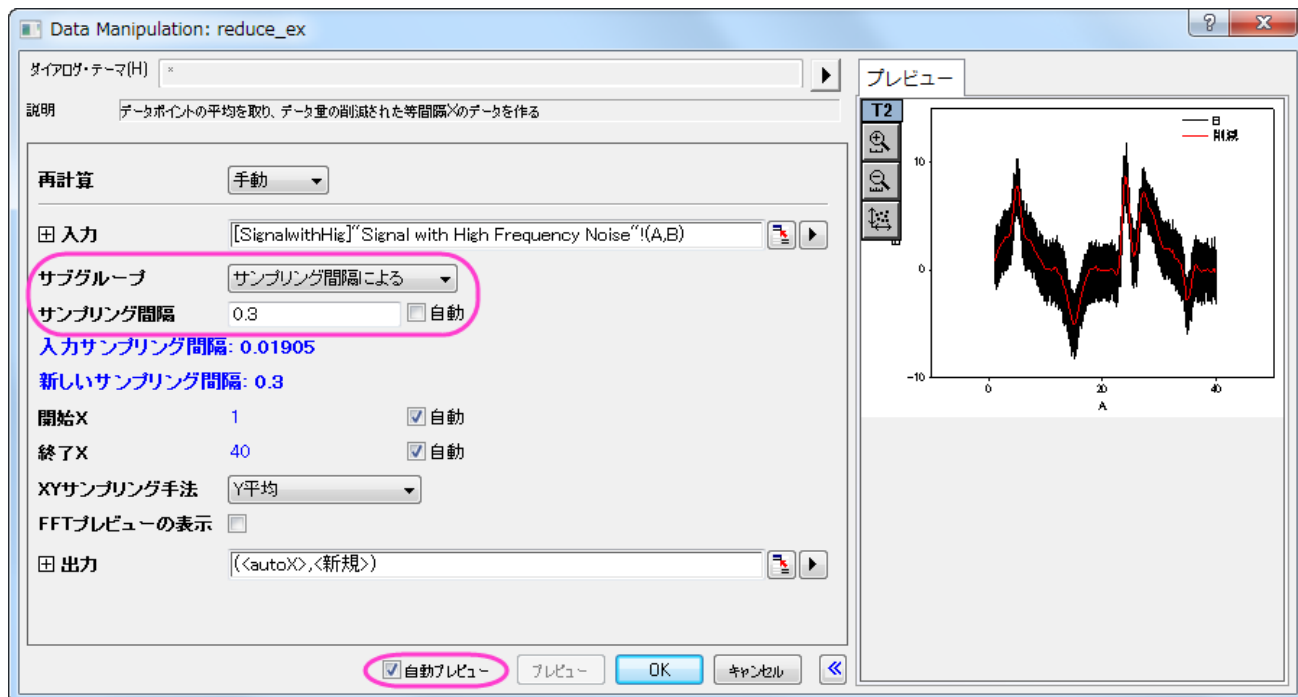 Data Manipulation: reduce_ex
ダイアログ・テーマ(H) *
説明 データポイントの平均を取り、データ量の削減された等間隔Xのデータを作る
再計算 手動
入力 [SignalwithHig]"Signal with High Frequency Noise"!(A,B)
サブグループ サンプリング間隔による
サンプリング間隔 0.3 自動
入力サンプリング間隔: 0.01905
新しいサンプリング間隔: 0.3
開始X 1 自動
終了X 40 自動
XYサンプリング手法 Y平均
FFTプレビューの表示
出力 (<autoX>,<新規>)
自動プレビュー プレビュー OK キャンセル
プレビュー
T2
B
削減
10
0
-10
0 20 40
A